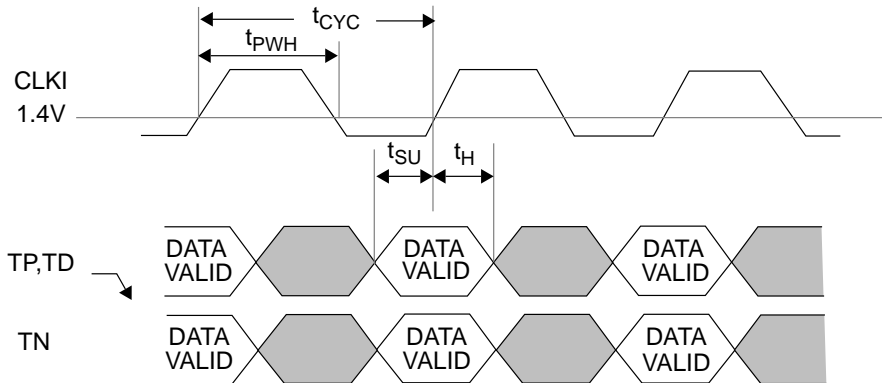 tCYC
tPWH
CLKI
1.4V
tSU
tH
DATA VALID
DATA VALID
DATA VALID
TP,TD
DATA VALID
DATA VALID
DATA VALID
TN